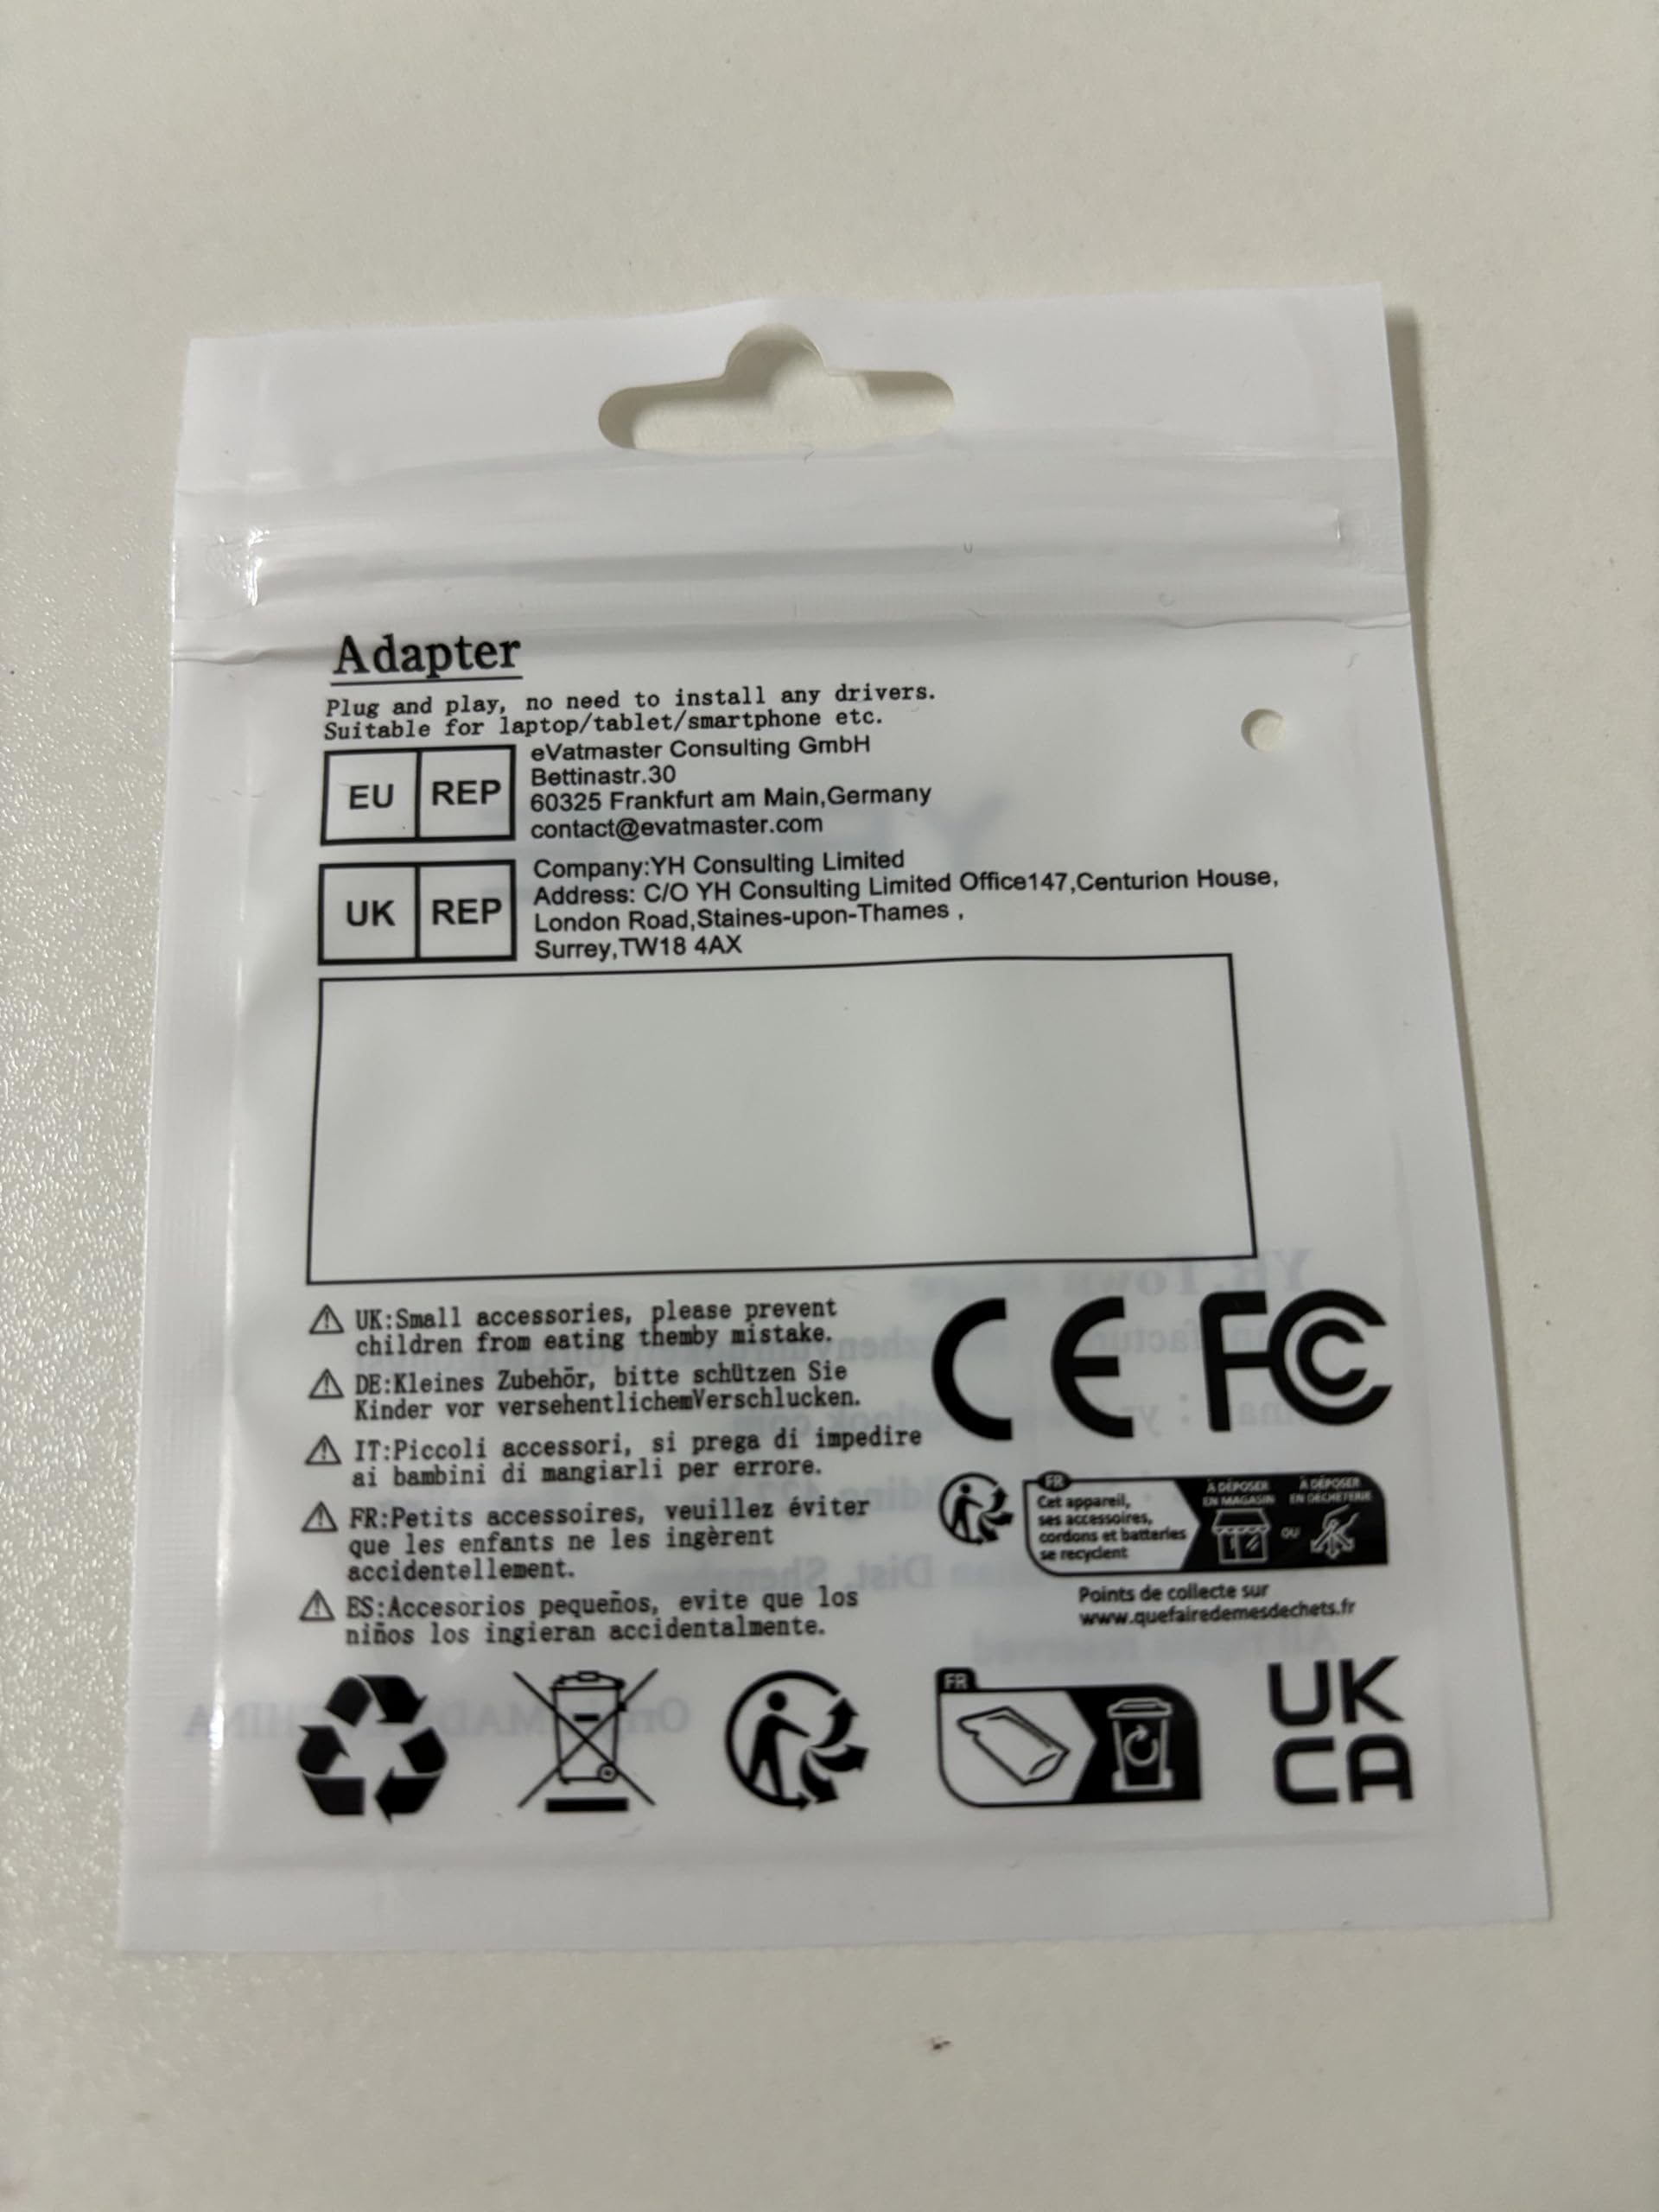 Adapter
Plug and play, no need to install any drivers.
Suitable for laptop/tablet/smartphone etc.
EU REP
eVatmaster Consulting GmbH
Bettinastr.30
60325 Frankfurt am Main,Germany
contact@evatmaster.com
UK REP
Company:YH Consulting Limited
Address: C/O YH Consulting Limited Office147,Centurion House,
London Road,Staines-upon-Thames ,
Surrey,TW18 4AX
UK:Small accessories, please prevent
children from eating themby mistake.
DE:Kleines Zubehör, bitte schützen Sie
Kinder vor versehentlichemVerschlucken.
IT:Piccoli accessori, si prega di impedire
ai bambini di mangiarli per errore.
FR:Petits accessoires, veuillez éviter
que les enfants ne les ingèrent
accidentellement.
ES:Accesorios pequeños, evite que los
niños los ingieran accidentalmente.
CE FC
FR
Cet appareil,
ses accessoires,
cordons et batteries
se recyclent
À DÉPOSER
EN MAGASIN
OU
À DÉPOSER
EN DÉCHÈTERIE
Points de collecte sur
www.quefairedemesdechets.fr
FR
UK
CA